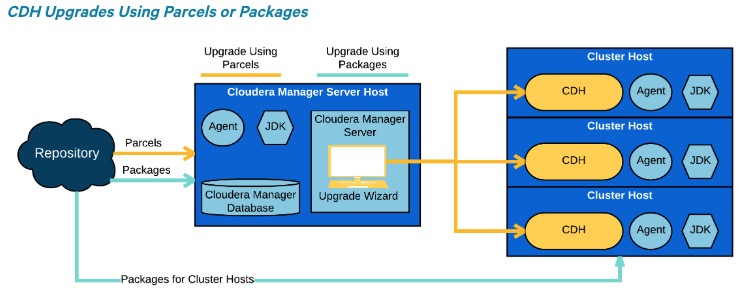 CDH Upgrades Using Parcels or Packages
Upgrade Using
Parcels
Upgrade Using
Packages
Cloudera Manager Server Host
Agent
JDK
Cloudera Manager
Server
Upgrade Wizard
Cloudera Manager
Database
Repository
Parcels
Packages
Packages for Cluster Hosts
Cluster Host
CDH
Agent
JDK
Cluster Host
CDH
Agent
JDK
Cluster Host
CDH
Agent
JDK